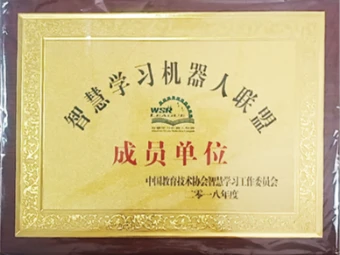 智慧学习机器人联盟
WSR
成员单位
中国教育技术协会智慧学习工作委员会
二零一八年度